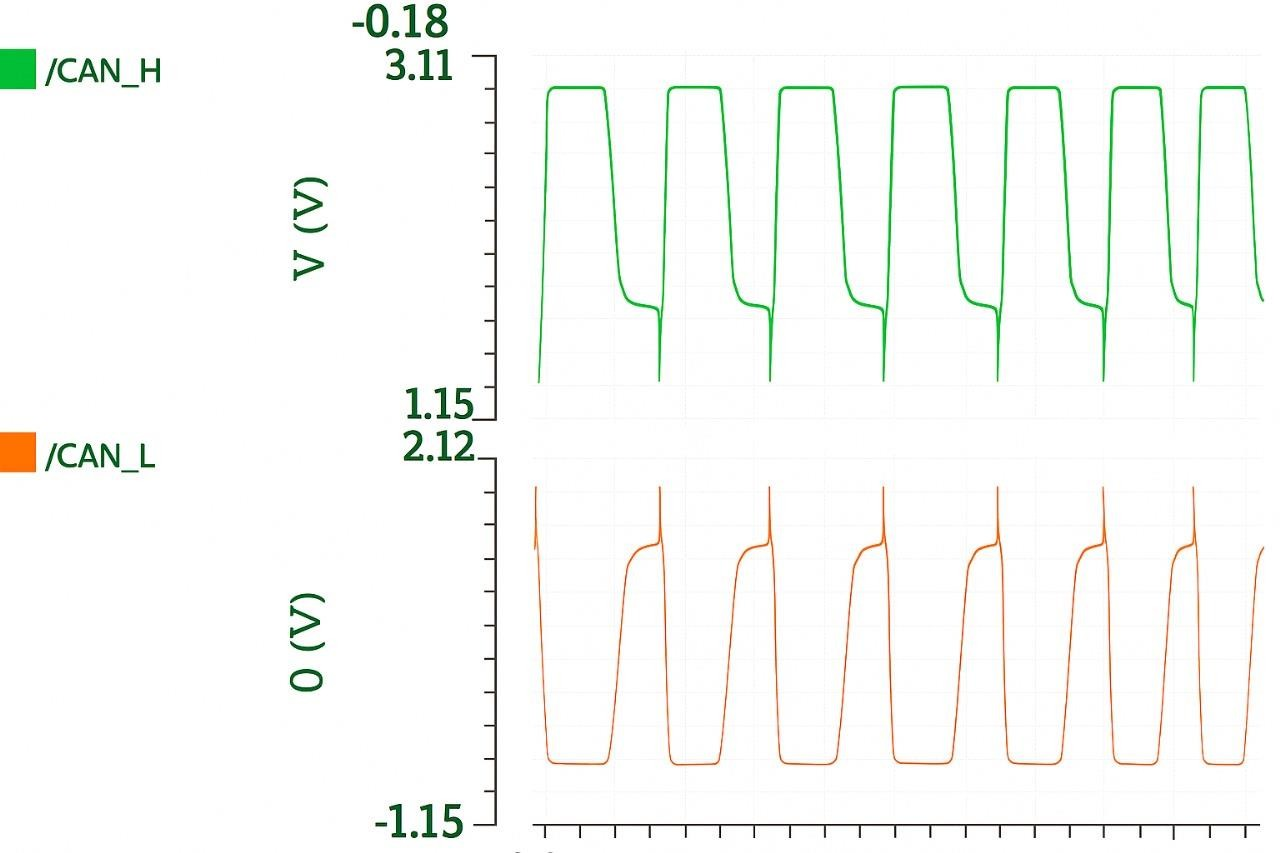 -0.18
3.11
/CAN_H
V (V)
1.15
2.12
/CAN_L
0 (V)
-1.15